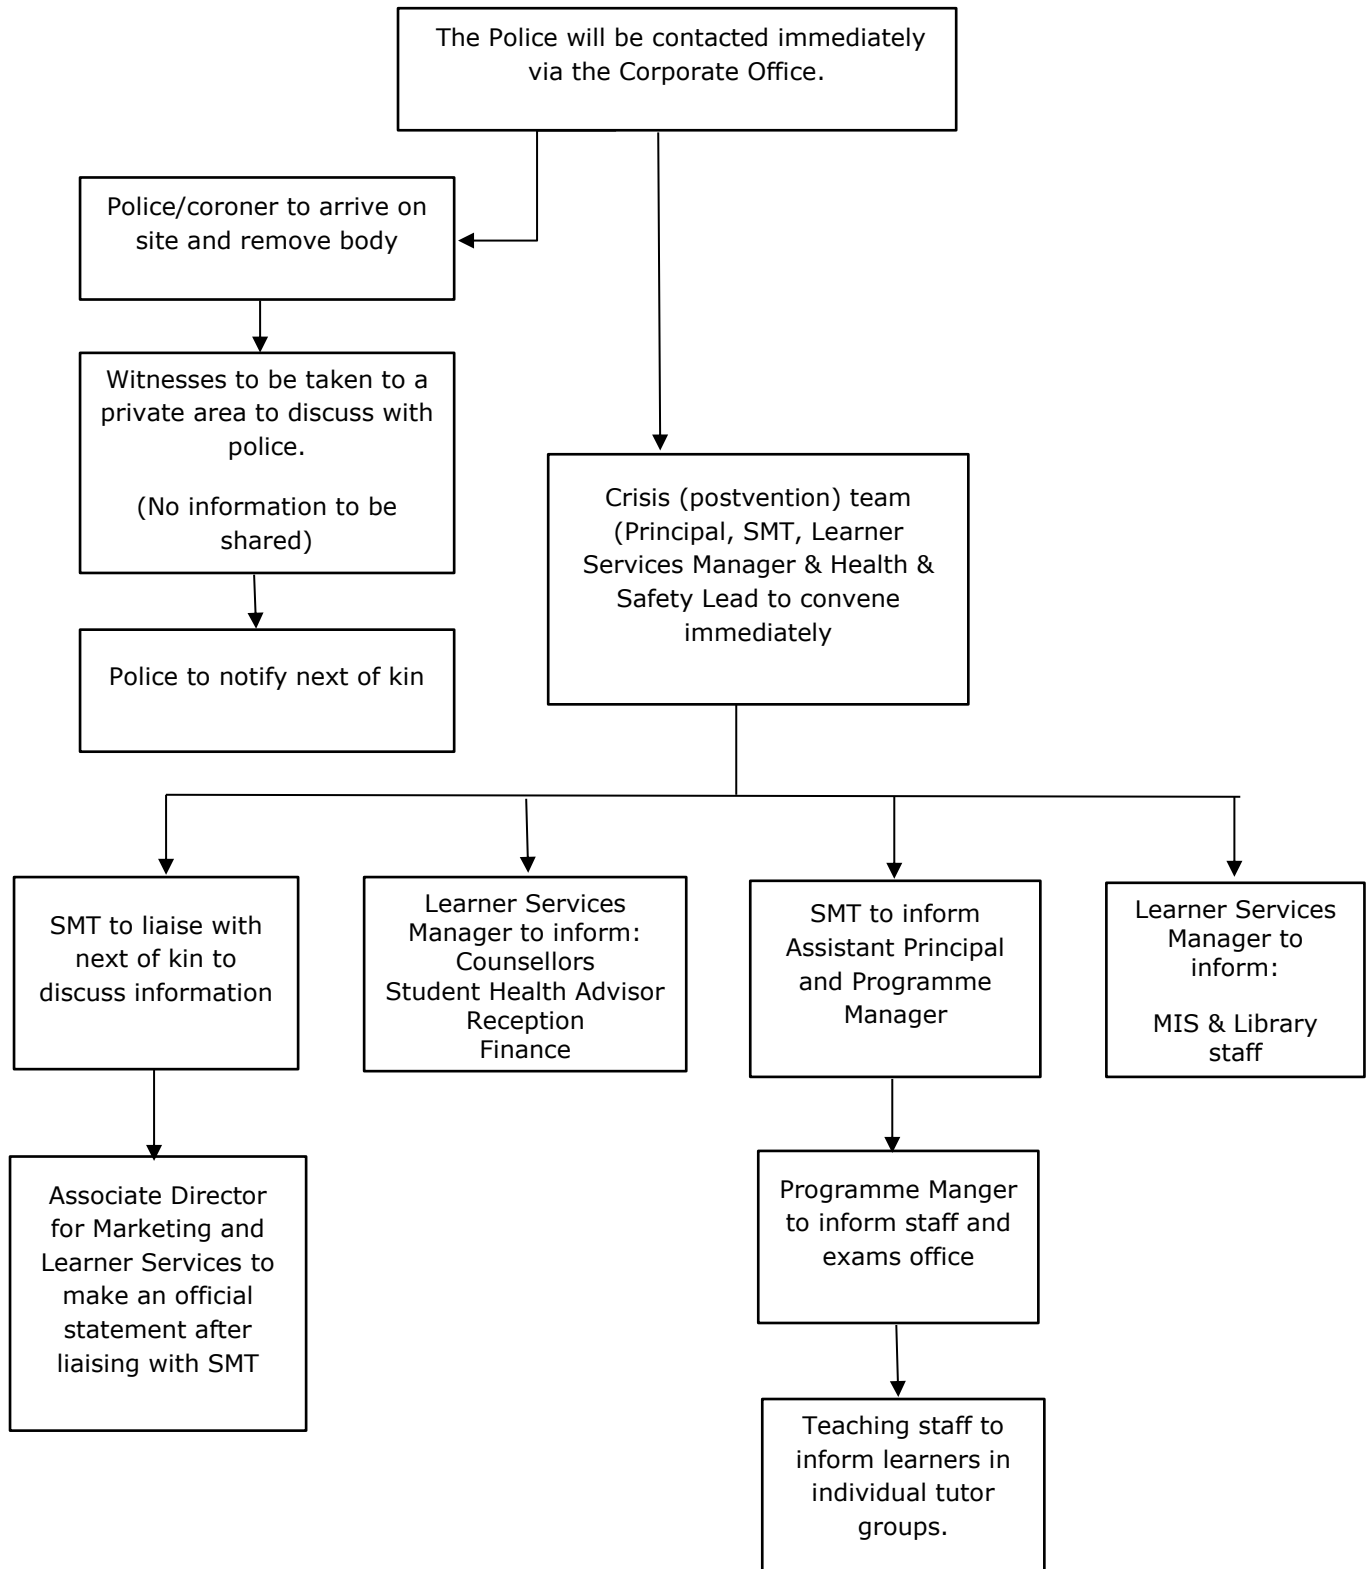 The Police will be contacted immediately
via the Corporate Office.
Police/coroner to arrive on
site and remove body
Witnesses to be taken to a
private area to discuss with
police.
(No information to be
shared)
Police to notify next of kin
Crisis (postvention) team
(Principal, SMT, Learner
Services Manager & Health &
Safety Lead to convene
immediately
SMT to liaise with
next of kin to
discuss information
Associate Director
for Marketing and
Learner Services to
make an official
statement after
liaising with SMT
Learner Services
Manager to inform:
Counsellors
Student Health Advisor
Reception
Finance
SMT to inform
Assistant Principal
and Programme
Manager
Programme Manger
to inform staff and
exams office
Teaching staff to
inform learners in
individual tutor
groups.
Learner Services
Manager to
inform:
MIS & Library
staff